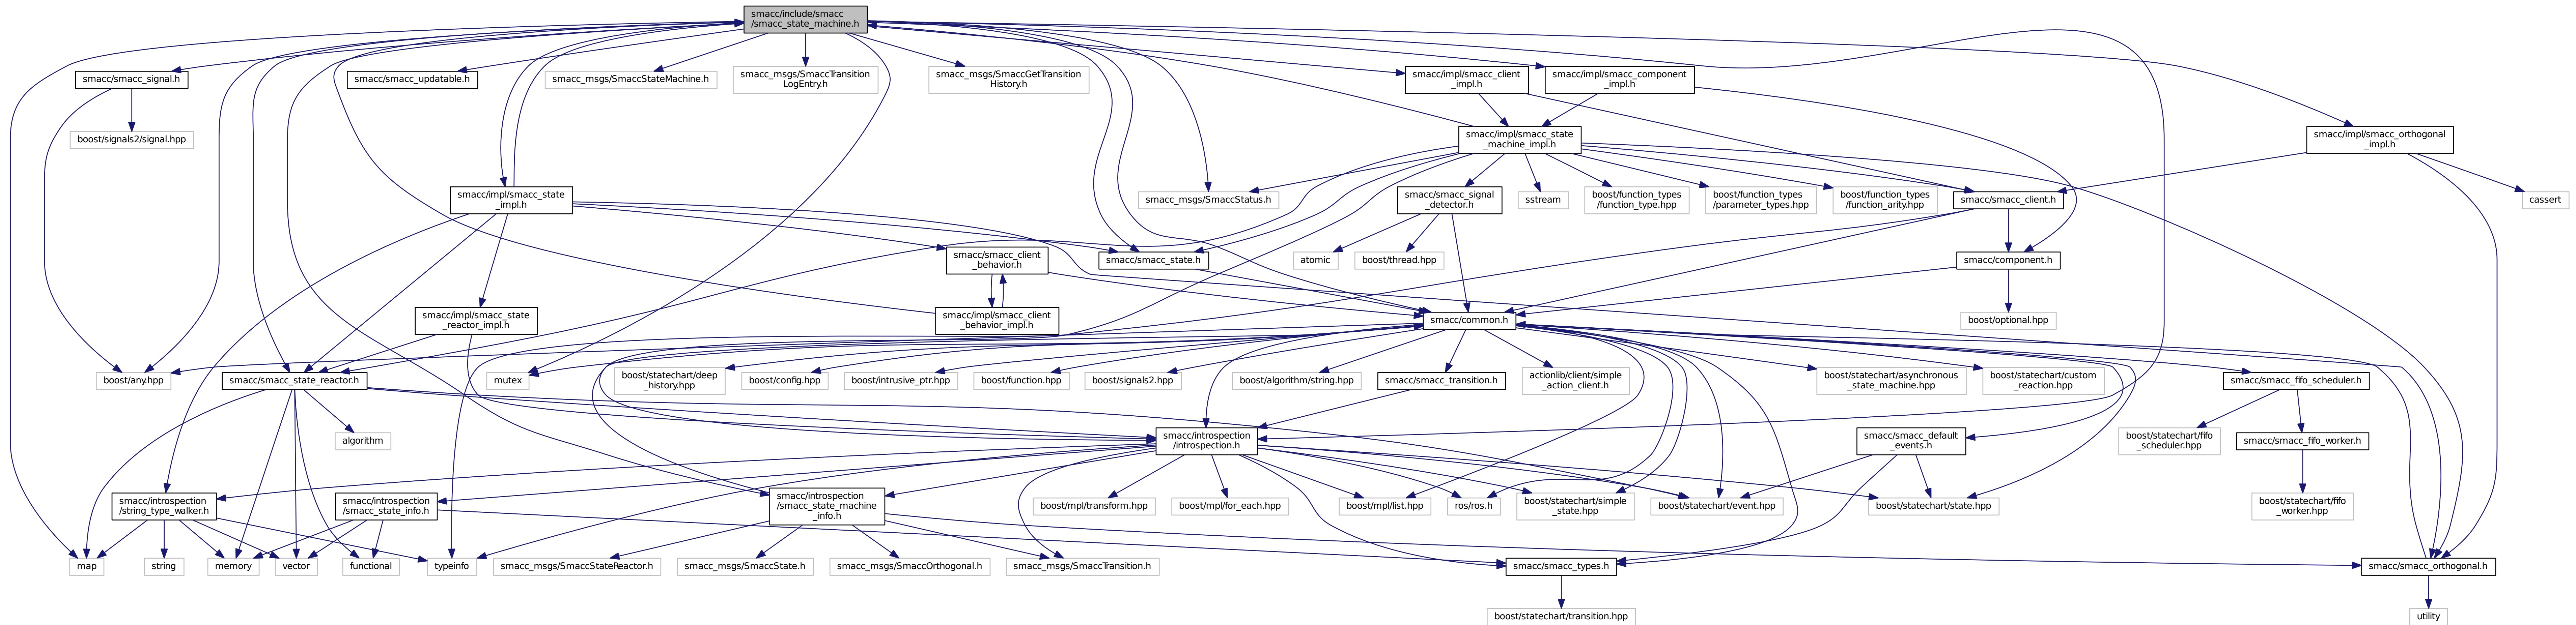 smacc/include/smacc
/smacc_state_machine.h
smacc/smacc_signal.h
smacc/smacc_updatable.h
smacc_msgs/SmaccStateMachine.h
smacc_msgs/SmaccTransition
LogEntry.h
smacc_msgs/SmaccGetTransition
History.h
smacc/impl/smacc_client
_impl.h
smacc/impl/smacc_component
_impl.h
boost/signals2/signal.hpp
smacc/impl/smacc_state
_machine_impl.h
smacc/impl/smacc_orthogonal
_impl.h
smacc/impl/smacc_state
_impl.h
smacc_msgs/SmaccStatus.h
smacc/smacc_signal
_detector.h
sstream
boost/function_types
/function_type.hpp
boost/function_types
/parameter_types.hpp
boost/function_types
/function_arity.hpp
smacc/smacc_client.h
cassert
smacc/smacc_client
_behavior.h
smacc/smacc_state.h
atomic
boost/thread.hpp
smacc/component.h
smacc/impl/smacc_state
_reactor_impl.h
smacc/impl/smacc_client
_behavior_impl.h
smacc/common.h
boost/optional.hpp
boost/any.hpp
smacc/smacc_state_reactor.h
mutex
boost/statechart/deep
_history.hpp
boost/config.hpp
boost/intrusive_ptr.hpp
boost/function.hpp
boost/signals2.hpp
boost/algorithm/string.hpp
smacc/smacc_transition.h
actionlib/client/simple
_action_client.h
boost/statechart/asynchronous
_state_machine.hpp
boost/statechart/custom
_reaction.hpp
smacc/smacc_fifo_scheduler.h
algorithm
smacc/introspection
/introspection.h
smacc/smacc_default
_events.h
boost/statechart/fifo
_scheduler.hpp
smacc/smacc_fifo_worker.h
smacc/introspection
/string_type_walker.h
smacc/introspection
/smacc_state_info.h
smacc/introspection
/smacc_state_machine
_info.h
boost/mpl/transform.hpp
boost/mpl/for_each.hpp
boost/mpl/list.hpp
ros/ros.h
boost/statechart/simple
_state.hpp
boost/statechart/event.hpp
boost/statechart/state.hpp
boost/statechart/fifo
_worker.hpp
map
string
memory
vector
functional
typeinfo
smacc_msgs/SmaccStateReactor.h
smacc_msgs/SmaccState.h
smacc_msgs/SmaccOrthogonal.h
smacc_msgs/SmaccTransition.h
smacc/smacc_types.h
smacc/smacc_orthogonal.h
boost/statechart/transition.hpp
utility